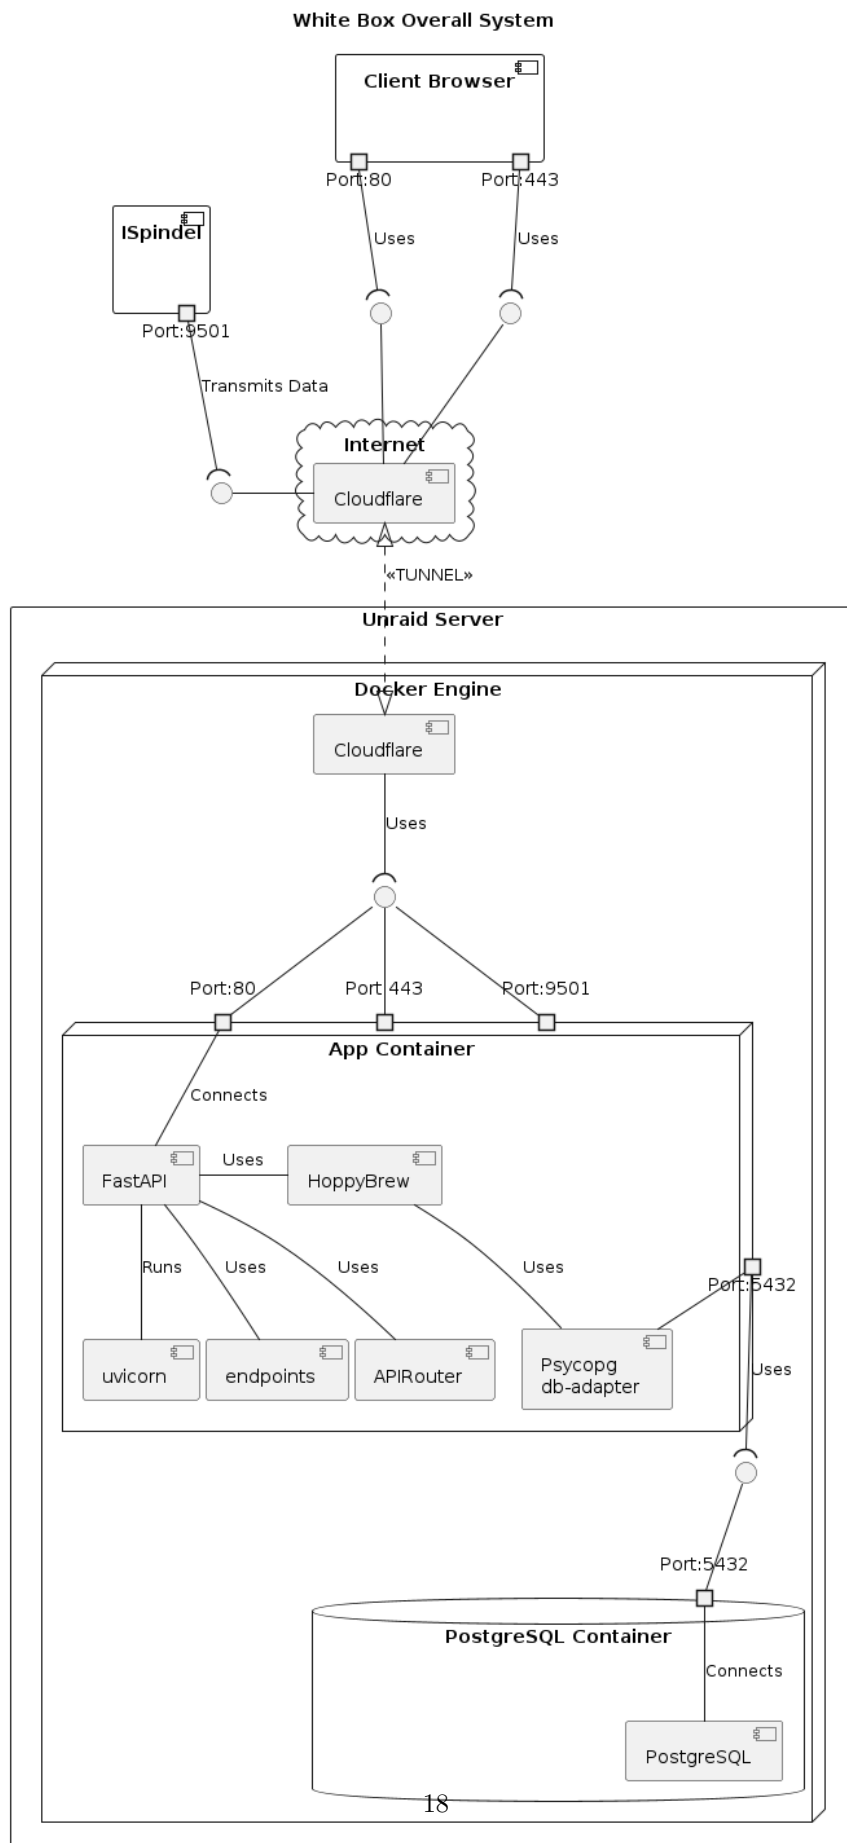 White Box Overall System
Client Browser
Port:80
Port:443
ISpindel
Uses
Uses
Port:9501
Transmits Data
Internet
Cloudflare
«TUNNEL»
Unraid Server
Docker Engine
Cloudflare
Uses
Port:80
Port:443
Port:9501
App Container
Connects
FastAPI
Uses
HoppyBrew
Runs
Uses
Uses
Uses
Port:5432
uvicorn
endpoints
APIRouter
Psycopg
db-adapter
Uses
Port:5432
PostgreSQL Container
Connects
PostgreSQL
18